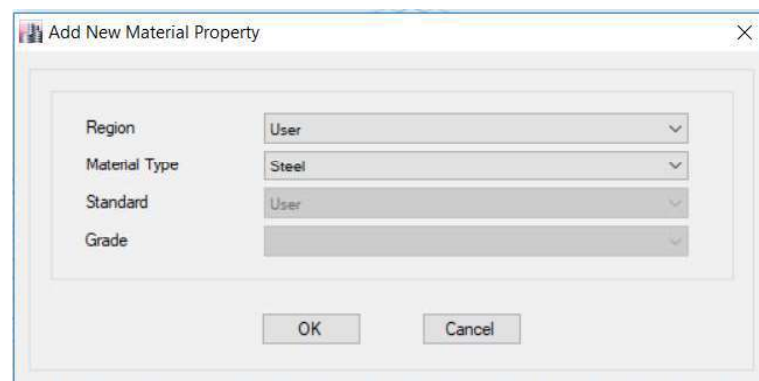 Add New Material Property
Region User
Material Type Steel
Standard User
Grade
OK Cancel